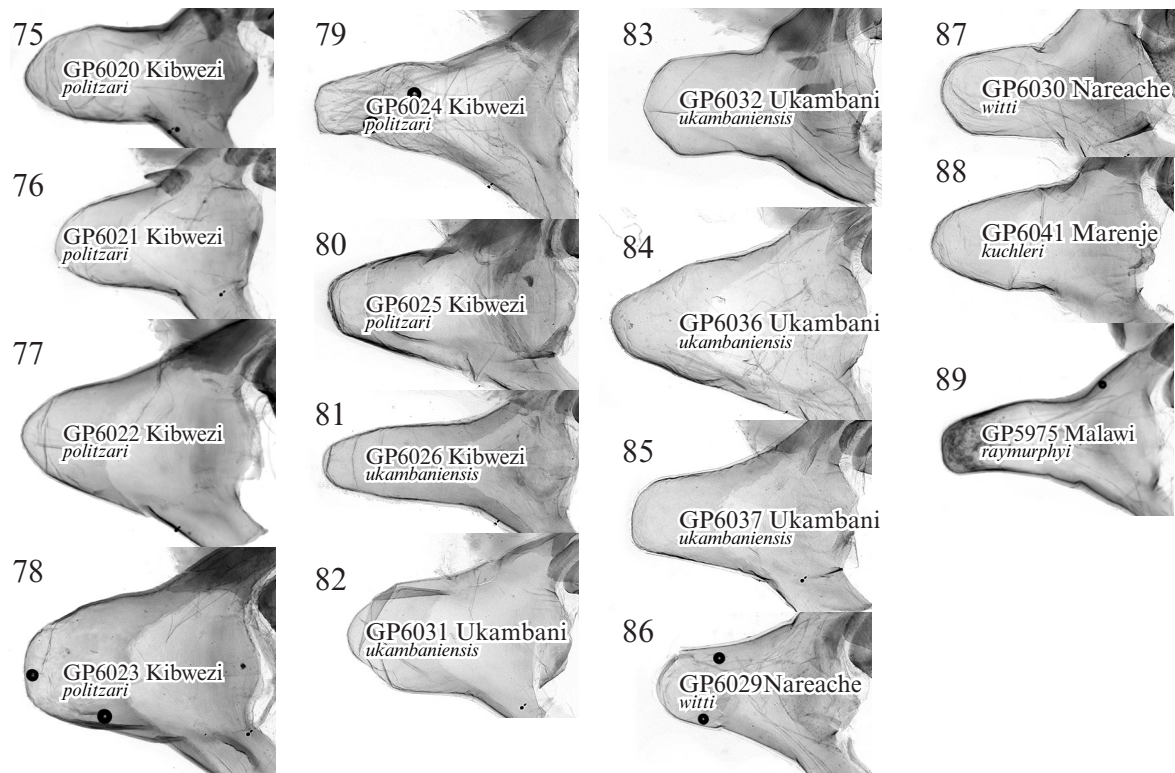 75
GP6020 Kibwezi
politzari
76
GP6021 Kibwezi
politzari
77
GP6022 Kibwezi
politzari
78
GP6023 Kibwezi
politzari
79
GP6024 Kibwezi
politzari
80
GP6025 Kibwezi
politzari
81
GP6026 Kibwezi
ukambaniensis
82
GP6031 Ukambani
ukambaniensis
83
GP6032 Ukambani
ukambaniensis
84
GP6036 Ukambani
ukambaniensis
85
GP6037 Ukambani
ukambaniensis
86
GP6029Nareache
witti
87
GP6030 Nareache
witti
88
GP6041 Marenje
kuchleri
89
GP5975 Malawi
raymurphyi